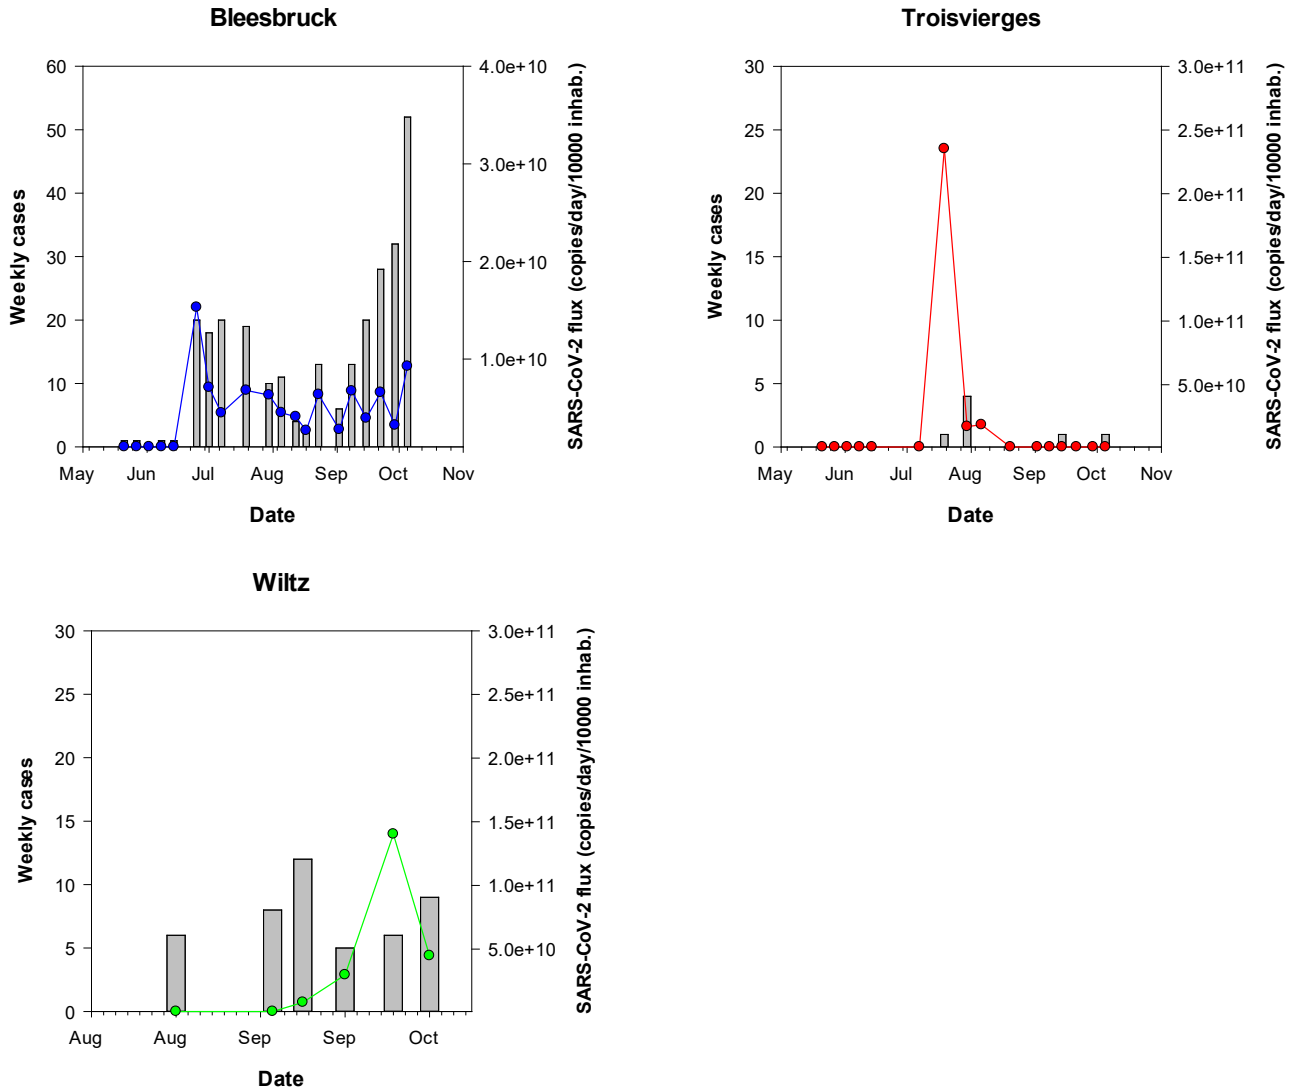 Bleesbruck
60
50
40
30
20
10
0
Weekly cases
4.0e+10
3.0e+10
2.0e+10
1.0e+10
SARS-CoV-2 flux (copies/day/10000 inhab.)
May Jun Jul Aug Sep Oct Nov
Date
Troisvierges
30
25
20
15
10
5
0
Weekly cases
3.0e+11
2.5e+11
2.0e+11
1.5e+11
1.0e+11
5.0e+10
SARS-CoV-2 flux (copies/day/10000 inhab.)
May Jun Jul Aug Sep Oct Nov
Date
Wiltz
30
25
20
15
10
5
0
Weekly cases
3.0e+11
2.5e+11
2.0e+11
1.5e+11
1.0e+11
5.0e+10
SARS-CoV-2 flux (copies/day/10000 inhab.)
Aug Aug Sep Sep Oct
Date